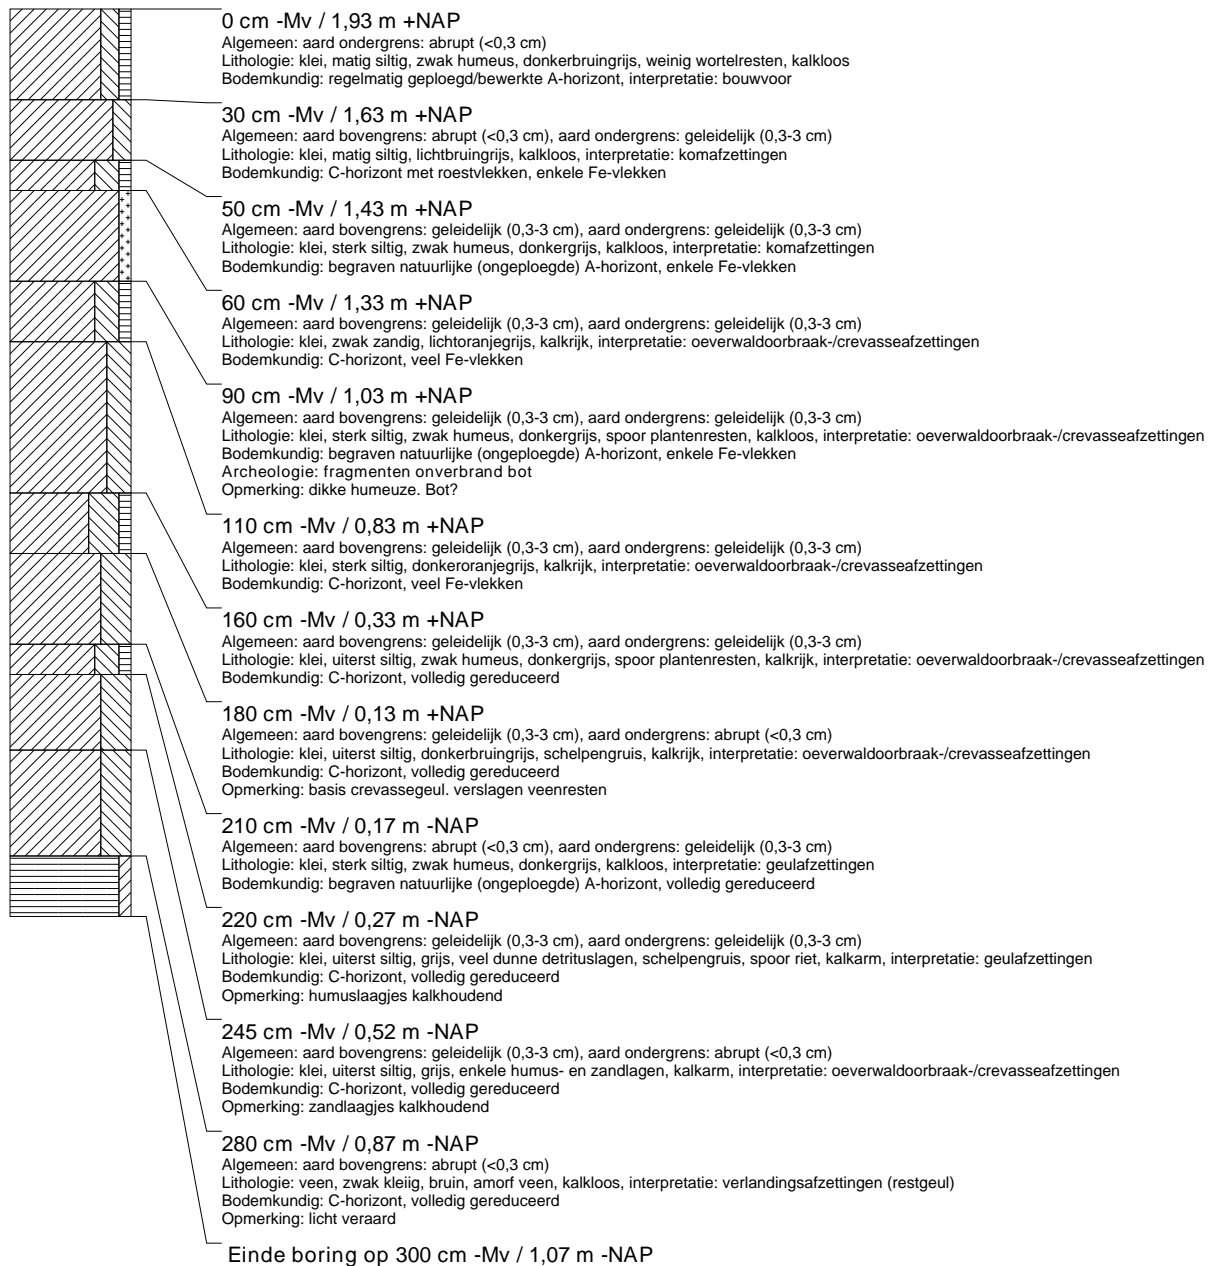 0 cm -Mv / 1,93 m +NAP
Algemeen: aard ondergrens: abrupt (<0,3 cm)
Lithologie: klei, matig siltig, zwak humeus, donkerbruingrijs, weinig wortelresten, kalkloos
Bodemkundig: regelmatig geploegd/bewerkte A-horizont, interpretatie: bouwvoor
30 cm -Mv / 1,63 m +NAP
Algemeen: aard bovengrens: abrupt (<0,3 cm), aard ondergrens: geleidelijk (0,3-3 cm)
Lithologie: klei, matig siltig, lichtbruingrijs, kalkloos, interpretatie: komafzettingen
Bodemkundig: C-horizont met roestvlekken, enkele Fe-vlekken
50 cm -Mv / 1,43 m +NAP
Algemeen: aard bovengrens: geleidelijk (0,3-3 cm), aard ondergrens: geleidelijk (0,3-3 cm)
Lithologie: klei, sterk siltig, zwak humeus, donkergrijs, kalkloos, interpretatie: komafzettingen
Bodemkundig: begraven natuurlijke (ongeploegde) A-horizont, enkele Fe-vlekken
60 cm -Mv / 1,33 m +NAP
Algemeen: aard bovengrens: geleidelijk (0,3-3 cm), aard ondergrens: geleidelijk (0,3-3 cm)
Lithologie: klei, zwak zandig, lichtoranjegrijs, kalkrijk, interpretatie: oeverwaldoorbraak-/crevasseafzettingen
Bodemkundig: C-horizont, veel Fe-vlekken
90 cm -Mv / 1,03 m +NAP
Algemeen: aard bovengrens: geleidelijk (0,3-3 cm), aard ondergrens: geleidelijk (0,3-3 cm)
Lithologie: klei, sterk siltig, zwak humeus, donkergrijs, spoor plantenresten, kalkloos, interpretatie: oeverwaldoorbraak-/crevasseafzettingen
Bodemkundig: begraven natuurlijke (ongeploegde) A-horizont, enkele Fe-vlekken
Archeologie: fragmenten onverbrand bot
Opmerking: dikke humeuze. Bot?
110 cm -Mv / 0,83 m +NAP
Algemeen: aard bovengrens: geleidelijk (0,3-3 cm), aard ondergrens: geleidelijk (0,3-3 cm)
Lithologie: klei, sterk siltig, donkeroranjegrijs, kalkrijk, interpretatie: oeverwaldoorbraak-/crevasseafzettingen
Bodemkundig: C-horizont, veel Fe-vlekken
160 cm -Mv / 0,33 m +NAP
Algemeen: aard bovengrens: geleidelijk (0,3-3 cm), aard ondergrens: geleidelijk (0,3-3 cm)
Lithologie: klei, uiterst siltig, zwak humeus, donkergrijs, spoor plantenresten, kalkrijk, interpretatie: oeverwaldoorbraak-/crevasseafzettingen
Bodemkundig: C-horizont, volledig gereduceerd
180 cm -Mv / 0,13 m +NAP
Algemeen: aard bovengrens: geleidelijk (0,3-3 cm), aard ondergrens: abrupt (<0,3 cm)
Lithologie: klei, uiterst siltig, donkerbruingrijs, schelpengruis, kalkrijk, interpretatie: oeverwaldoorbraak-/crevasseafzettingen
Bodemkundig: C-horizont, volledig gereduceerd
Opmerking: basis crevassegeul. verslagen veenresten
210 cm -Mv / 0,17 m -NAP
Algemeen: aard bovengrens: abrupt (<0,3 cm), aard ondergrens: geleidelijk (0,3-3 cm)
Lithologie: klei, sterk siltig, zwak humeus, donkergrijs, kalkloos, interpretatie: geulafzettingen
Bodemkundig: begraven natuurlijke (ongeploegde) A-horizont, volledig gereduceerd
220 cm -Mv / 0,27 m -NAP
Algemeen: aard bovengrens: geleidelijk (0,3-3 cm), aard ondergrens: geleidelijk (0,3-3 cm)
Lithologie: klei, uiterst siltig, grijs, veel dunne detrituslagen, schelpengruis, spoor riet, kalkarm, interpretatie: geulafzettingen
Bodemkundig: C-horizont, volledig gereduceerd
Opmerking: humuslaagjes kalkhoudend
245 cm -Mv / 0,52 m -NAP
Algemeen: aard bovengrens: geleidelijk (0,3-3 cm), aard ondergrens: abrupt (<0,3 cm)
Lithologie: klei, uiterst siltig, grijs, enkele humus- en zandlagen, kalkarm, interpretatie: oeverwaldoorbraak-/crevasseafzettingen
Bodemkundig: C-horizont, volledig gereduceerd
Opmerking: zandlaagjes kalkhoudend
280 cm -Mv / 0,87 m -NAP
Algemeen: aard bovengrens: abrupt (<0,3 cm)
Lithologie: veen, zwak kleiig, bruin, amorf veen, kalkloos, interpretatie: verlandingsafzettingen (restgeul)
Bodemkundig: C-horizont, volledig gereduceerd
Opmerking: licht veraard
Einde boring op 300 cm -Mv / 1,07 m -NAP